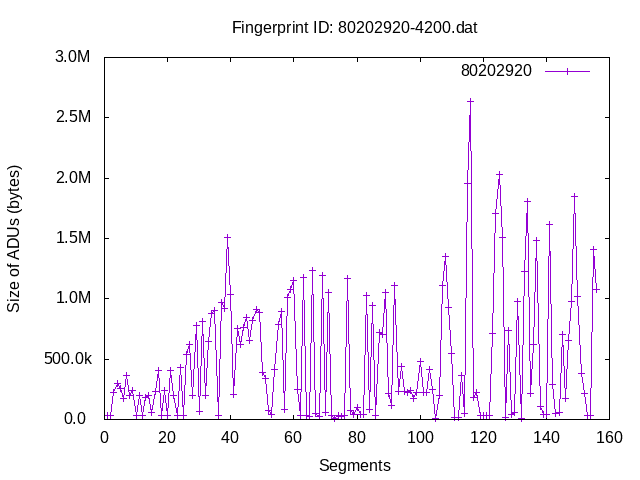 Fingerprint ID: 80202920-4200.dat
3.0M
80202920
2.5M
2.0M
1.5M
1.0M
500.0k
0.0
0 20 40 60 80 100 120 140 160
Size of ADUs (bytes)
Segments